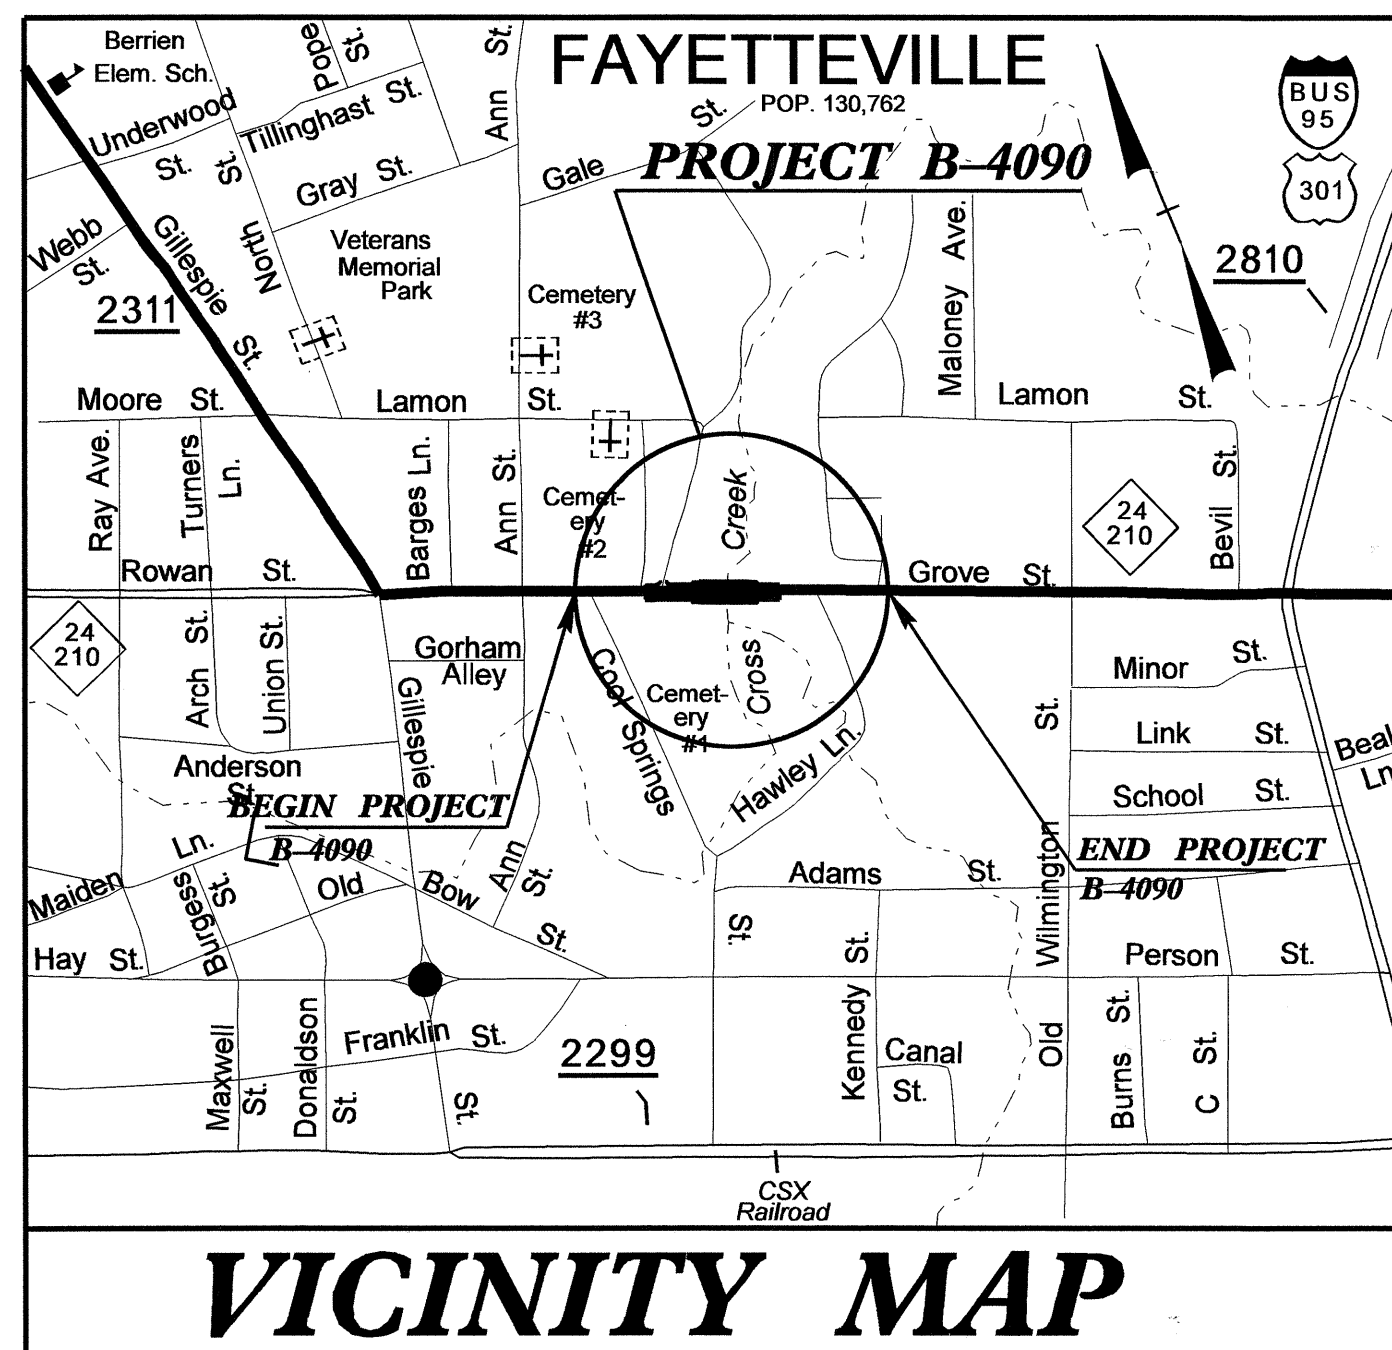 Berrien
Elem. Sch.
Pope
St.
Ann St.
FAYETTEVILLE
POP. 130,762
BUS
95
301
Underwood
St.
Tillinghast St.
North St.
Gray St.
Gale St.
PROJECT B–4090
Maloney Ave.
2810
Webb
St.
Gillespie St.
2311
Veterans
Memorial
Park
Cemetery
#3
Moore St.
Lamon St.
Lamon St.
Ray Ave.
Turners
Ln.
Barges Ln.
Ann St.
Cemet-
ery
#2
Creek
24
210
Bevil St.
Rowan St.
Grove St.
24
210
Arch St.
Union St.
Gorham
Alley
Gillespie
Cool Springs
Cemet-
ery
#1
Cross
Hawley Ln.
Minor St.
Link St.
School St.
Beal
Ln
Anderson
St.
BEGIN PROJECT
B–4090
END PROJECT
B–4090
Maiden Ln.
Burgess
St.
Old Bow St.
Ann
St.
Adams St.
Old Wilmington St.
Hay St.
St.
Kennedy St.
Person St.
Maxwell
St.
Donaldson
St.
Franklin St.
2299
Canal
St.
Burns St.
C St.
St.
CSX
Railroad
VICINITY MAP